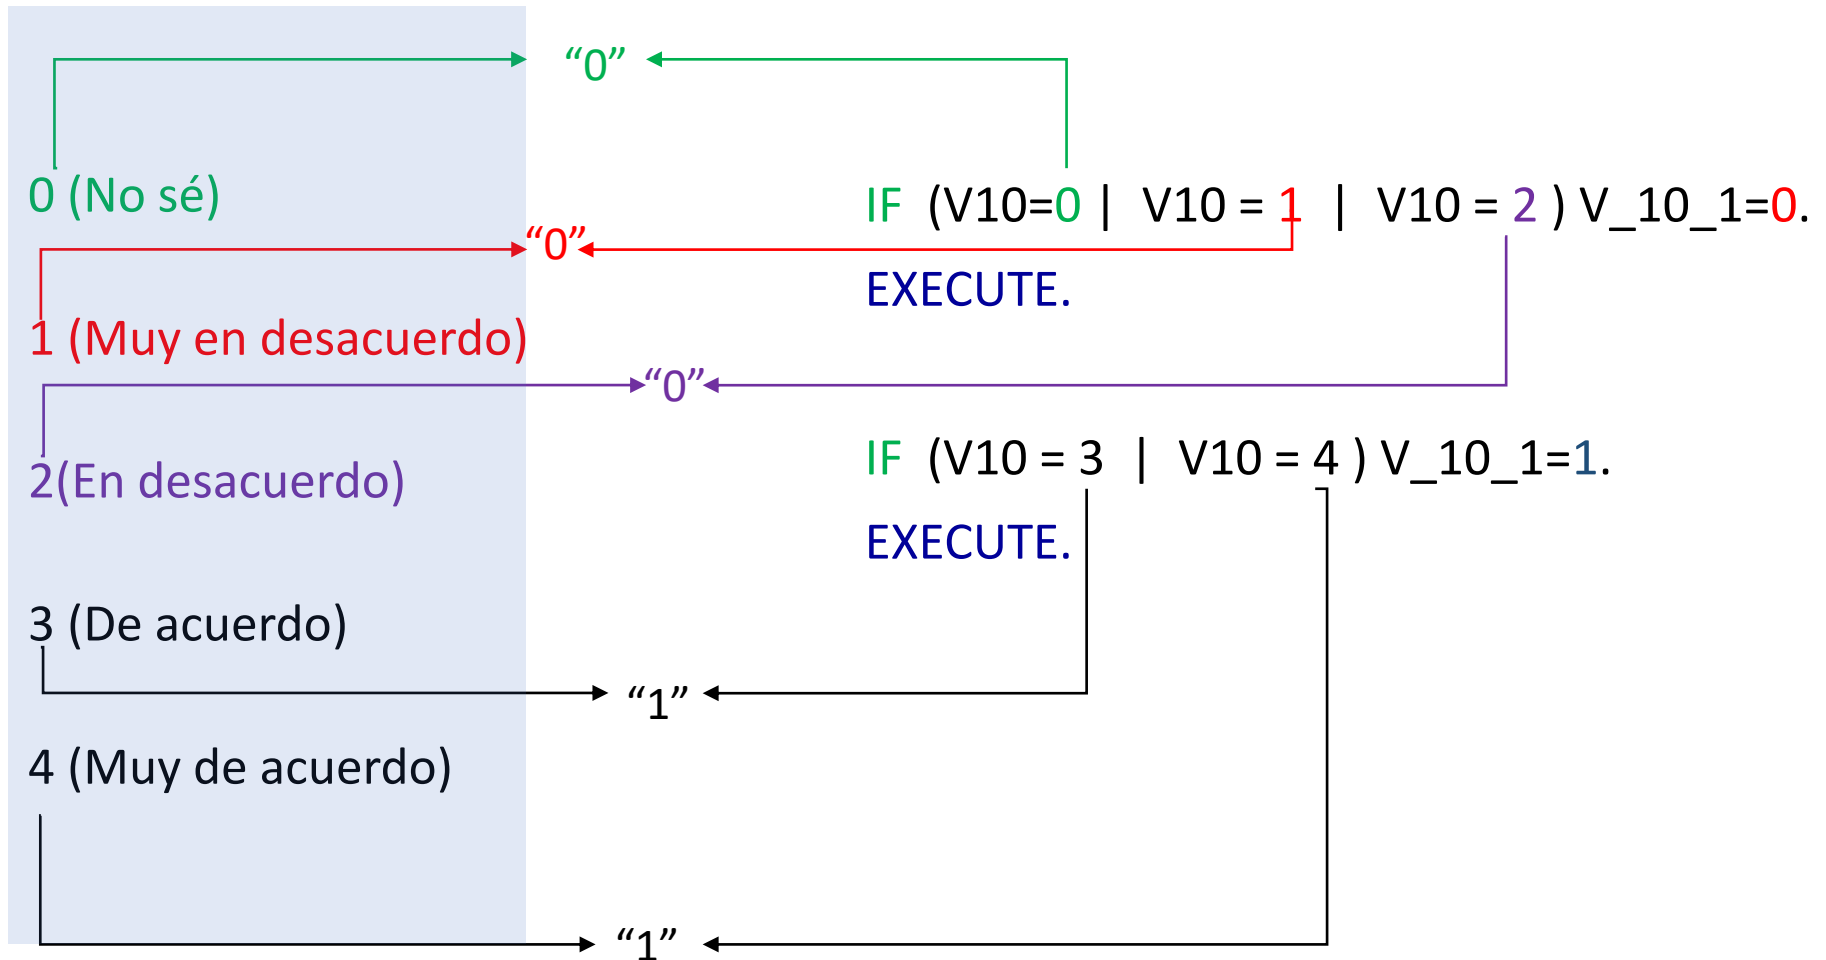 “0”
0 (No sé)
IF (V10=0 | V10 = 1 | V10 = 2 ) V_10_1=0.
“0”
EXECUTE.
1 (Muy en desacuerdo)
“0”
IF (V10 = 3 | V10 = 4 ) V_10_1=1.
2(En desacuerdo)
EXECUTE.
3 (De acuerdo)
“1”
4 (Muy de acuerdo)
“1”